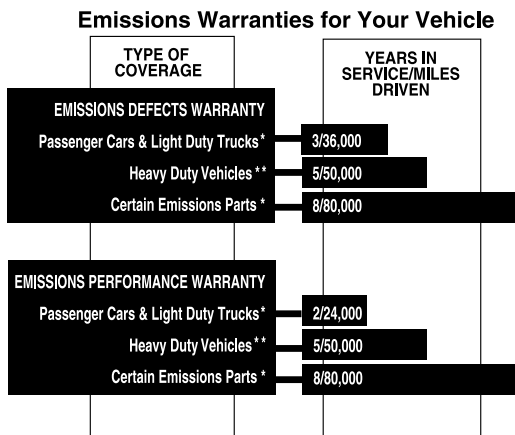 Emissions Warranties for Your Vehicle
TYPE OF
COVERAGE
YEARS IN
SERVICE/MILES
DRIVEN
EMISSIONS DEFECTS WARRANTY
Passenger Cars & Light Duty Trucks* 3/36,000
Heavy Duty Vehicles** 5/50,000
Certain Emissions Parts * 8/80,000
EMISSIONS PERFORMANCE WARRANTY
Passenger Cars & Light Duty Trucks* 2/24,000
Heavy Duty Vehicles** 5/50,000
Certain Emissions Parts * 8/80,000